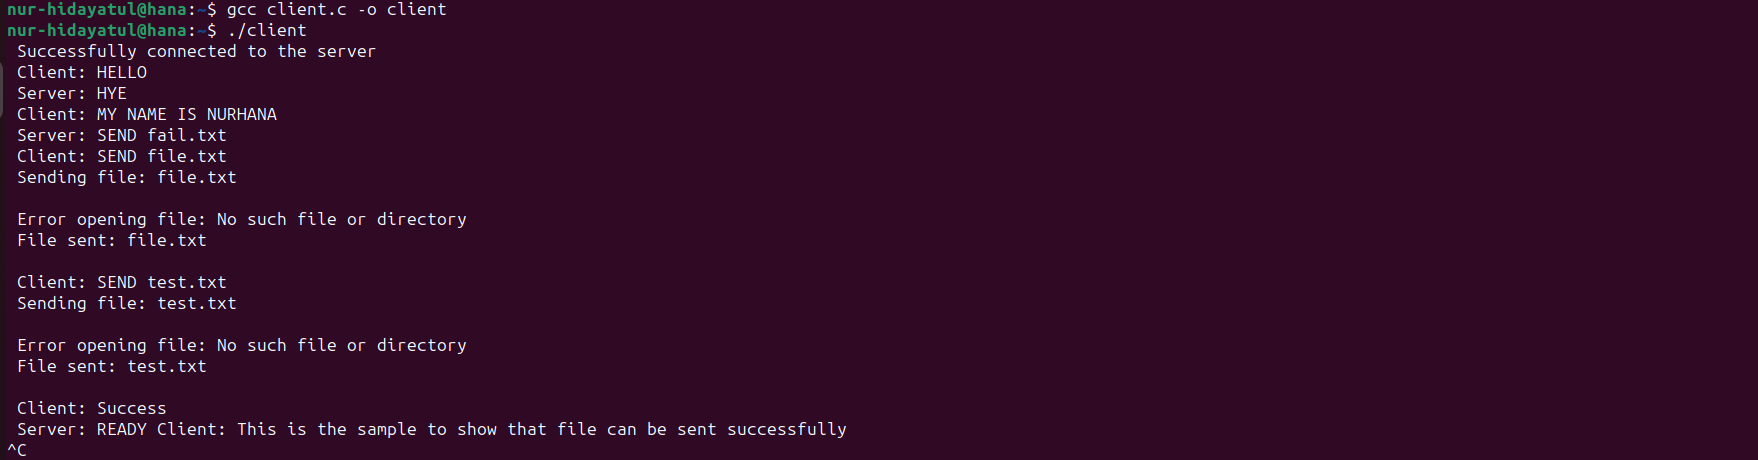 nur-hidayatul@hana:~$ gcc client.c -o client
nur-hidayatul@hana:~$ ./client
Successfully connected to the server
Client: HELLO
Server: HYE
Client: MY NAME IS NURHANA
Server: SEND fail.txt
Client: SEND file.txt
Sending file: file.txt
Error opening file: No such file or directory
File sent: file.txt
Client: SEND test.txt
Sending file: test.txt
Error opening file: No such file or directory
File sent: test.txt
Client: Success
Server: READY Client: This is the sample to show that file can be sent successfully
^C